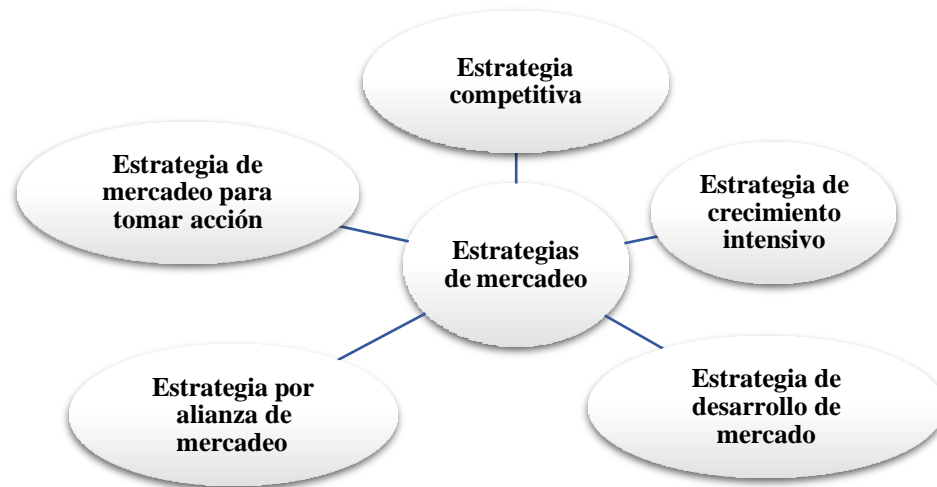 Estrategia
competitiva
Estrategia de
mercadeo para
tomar acción
Estrategia de
crecimiento
intensivo
Estrategias
de mercadeo
Estrategia por
alianza de
mercadeo
Estrategia de
desarrollo de
mercado